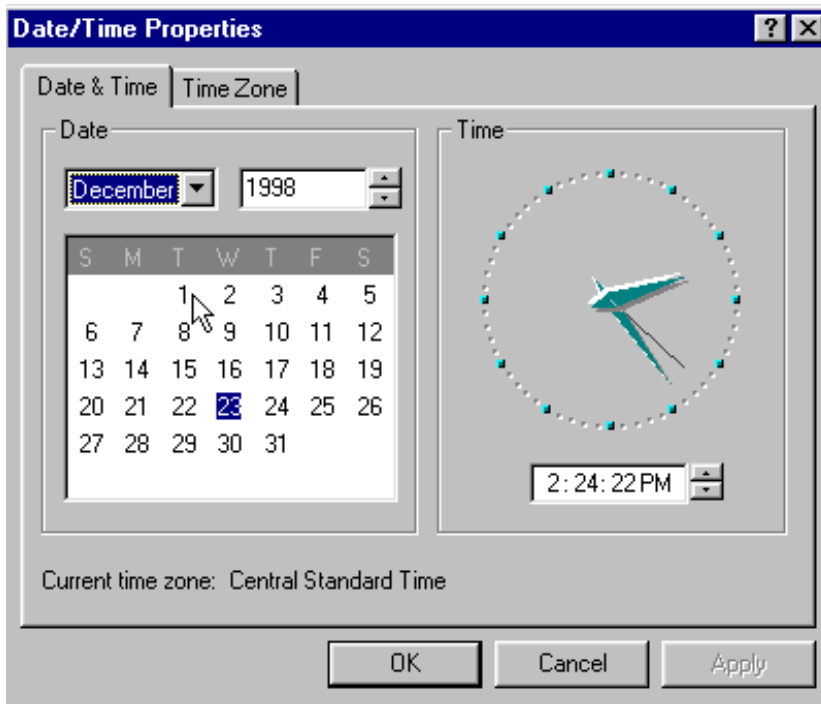 Date/Time Properties
Date & Time Time Zone
Date
Time
December 1998
S M T W T F S
1 2 3 4 5
6 7 8 9 10 11 12
13 14 15 16 17 18 19
20 21 22 23 24 25 26
27 28 29 30 31
2:24:22 PM
Current time zone: Central Standard Time
OK Cancel Apply